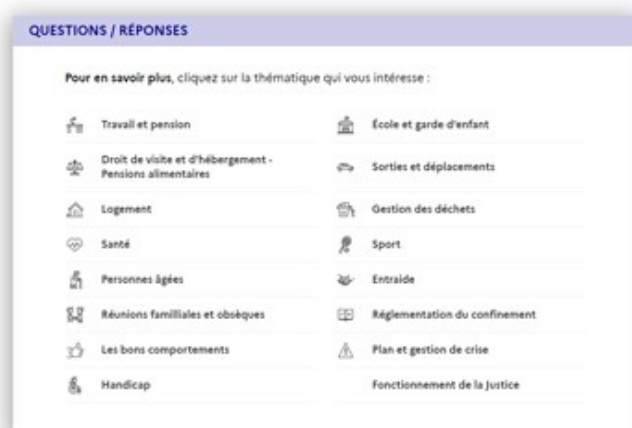 QUESTIONS / RÉPONSES
Pour en savoir plus, cliquez sur la thématique qui vous intéresse :
Travail et pension
Droit de visite et d'hébergement -
Pensions alimentaires
Logement
Santé
Personnes âgées
Réunions familliales et obsèques
Les bons comportements
Handicap
École et garde d'enfant
Sorties et déplacements
Gestion des déchets
Sport
Entraide
Réglementation du confinement
Plan et gestion de crise
Fonctionnement de la Justice